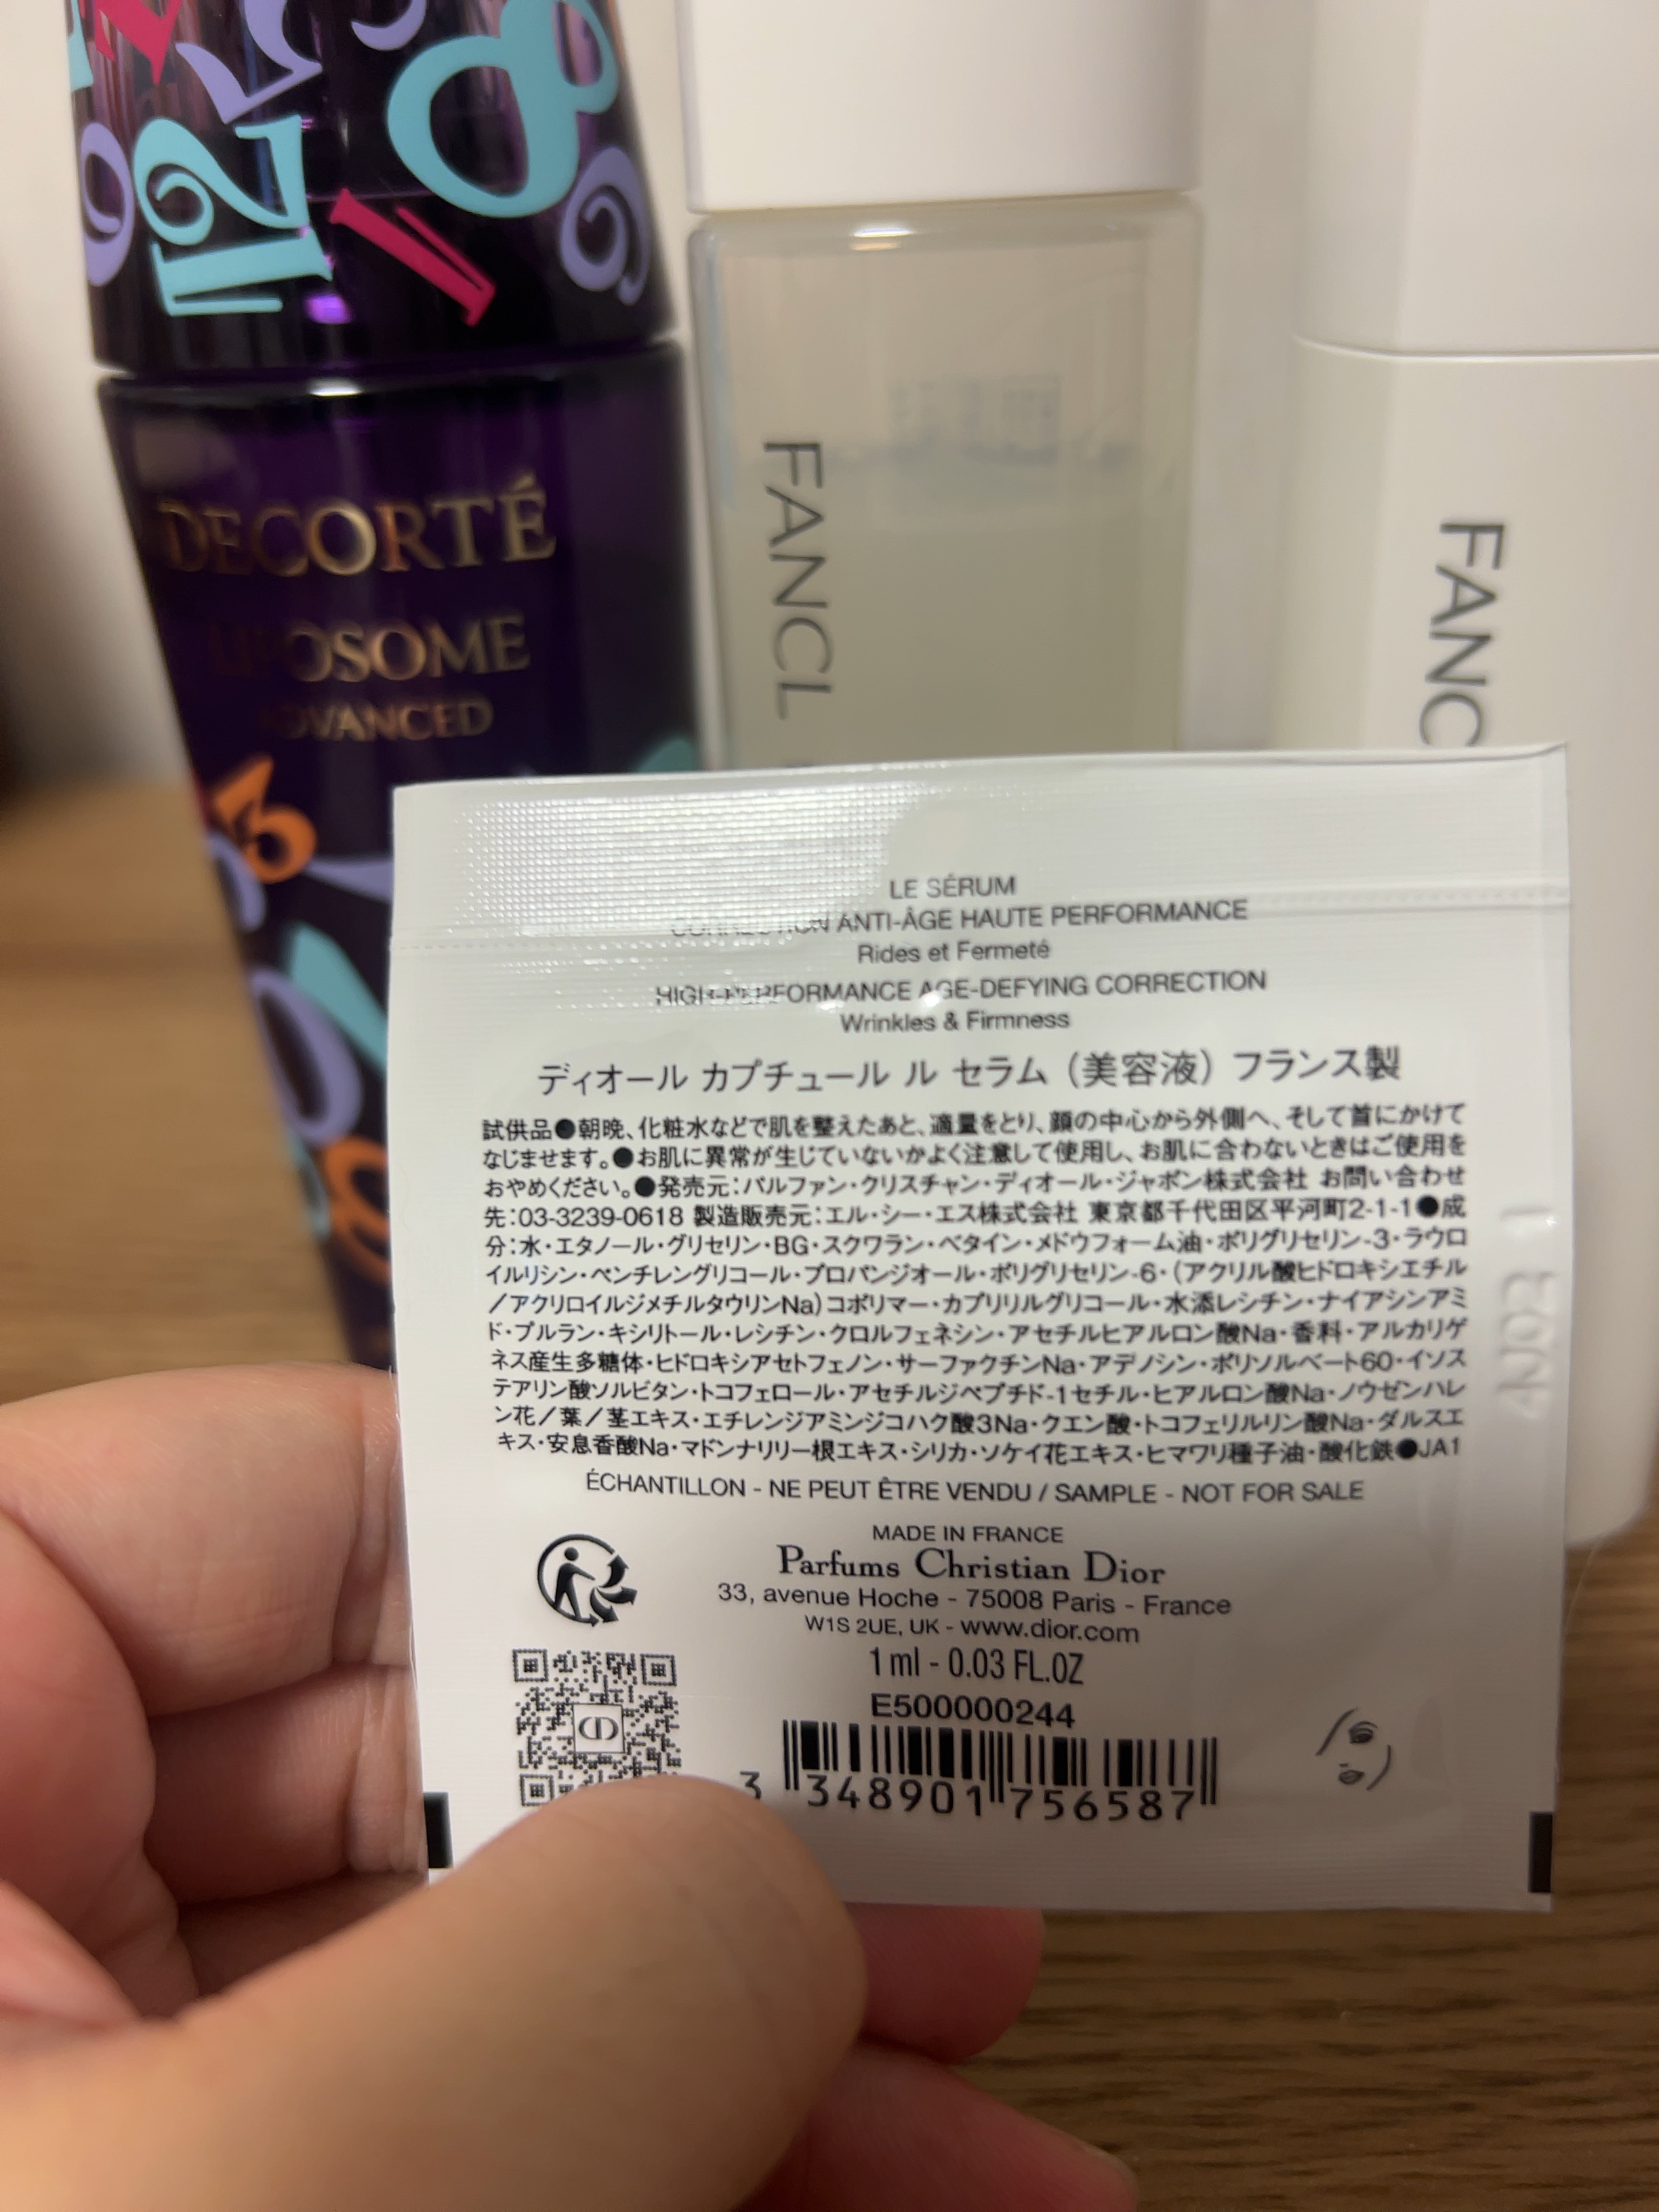 DECORTÉ
LIPOSOME
ADVANCED
FANCL
FANC
LE SÉRUM
CORRECTION ANTI-ÂGE HAUTE PERFORMANCE
Rides et Fermeté
HIGH-PERFORMANCE AGE-DEFYING CORRECTION
Wrinkles & Firmness
ディオール カプチュール ル セラム（美容液）フランス製
試供品●朝晩、化粧水などで肌を整えたあと、適量をとり、顔の中心から外側へ、そして首にかけて
なじませます。●お肌に異常が生じていないかよく注意して使用し、お肌に合わないときはご使用を
おやめください。●発売元：パルファン・クリスチャン・ディオール・ジャポン株式会社 お問い合わせ
先：03-3239-0618 製造販売元：エル・シー・エス株式会社 東京都千代田区平河町2-1-1●成
分：水・エタノール・グリセリン・BG・スクワラン・ベタイン・メドウフォーム油・ポリグリセリン-3・ラウロ
イルリシン・ペンチレングリコール・プロパンジオール・ポリグリセリン-6・（アクリル酸ヒドロキシエチル
／アクリロイルジメチルタウリンNa）コポリマー・カプリリルグリコール・水添レシチン・ナイアシンアミ
ド・プルラン・キシリトール・レシチン・クロルフェネシン・アセチルヒアルロン酸Na・香料・アルカリゲ
ネス産生多糖体・ヒドロキシアセトフェノン・サーファクチンNa・アデノシン・ポリソルベート60・イソス
テアリン酸ソルビタン・トコフェロール・アセチルジペプチド-1セチル・ヒアルロン酸Na・ノウゼンハレ
ン花／葉／茎エキス・エチレンジアミンジコハク酸3Na・クエン酸・トコフェリルリン酸Na・ダルスエ
キス・安息香酸Na・マドンナリリー根エキス・シリカ・ソケイ花エキス・ヒマワリ種子油・酸化鉄●JA1
ÉCHANTILLON - NE PEUT ÊTRE VENDU / SAMPLE - NOT FOR SALE
MADE IN FRANCE
Parfums Christian Dior
33, avenue Hoche - 75008 Paris - France
W1S 2UE, UK - www.dior.com
1 ml - 0.03 FL.OZ
E500000244
3 348901 756587
CD